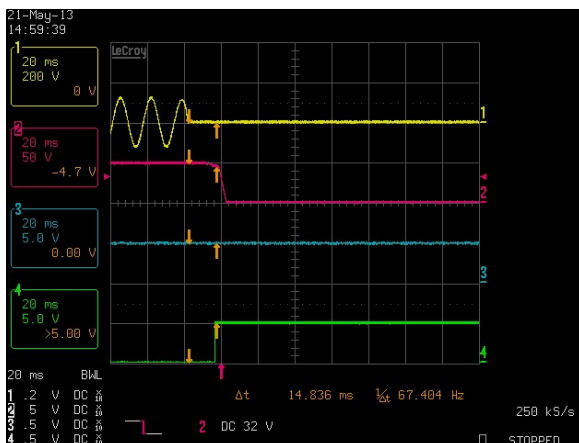 21-May-13
14:59:39
LeCroy
1
20 ms
200 V
0 V
2
20 ms
50 V
-4.7 V
3
20 ms
5.0 V
0.00 V
4
20 ms
5.0 V
>5.00 V
1
2
3
4
20 ms BWL
1 .2 V DC
2 5 V DC
3 .5 V DC
4 .5 V DC
Δt 14.836 ms 1/Δt 67.404 Hz
2 DC 32 V
250 kS/s
STOPPED